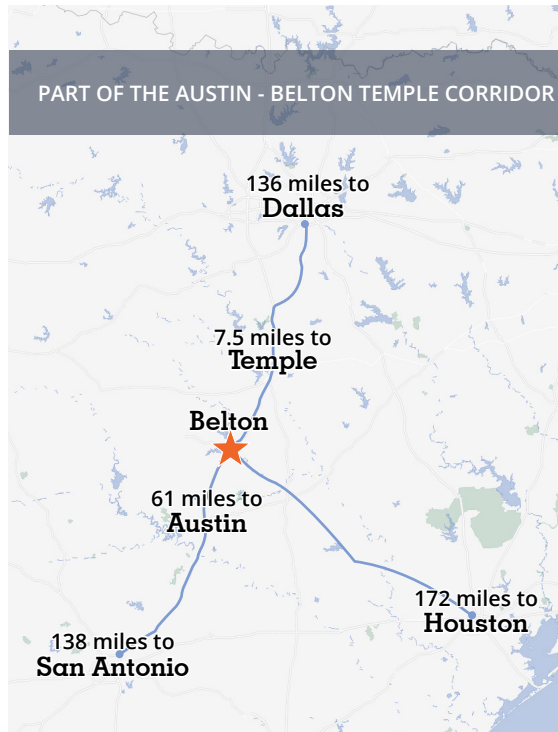 PART OF THE AUSTIN - BELTON TEMPLE CORRIDOR
136 miles to
Dallas
7.5 miles to
Temple
Belton
61 miles to
Austin
172 miles to
Houston
138 miles to
San Antonio